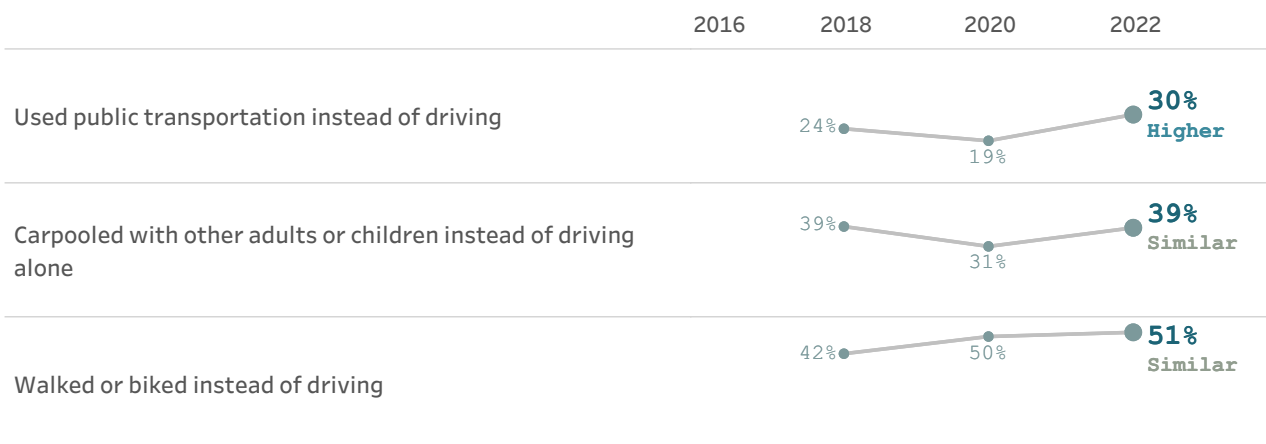 2016 2018 2020 2022
Used public transportation instead of driving
24%
19%
30%
Higher
Carpooled with other adults or children instead of driving
alone
39%
31%
39%
Similar
Walked or biked instead of driving
42%
50%
51%
Similar